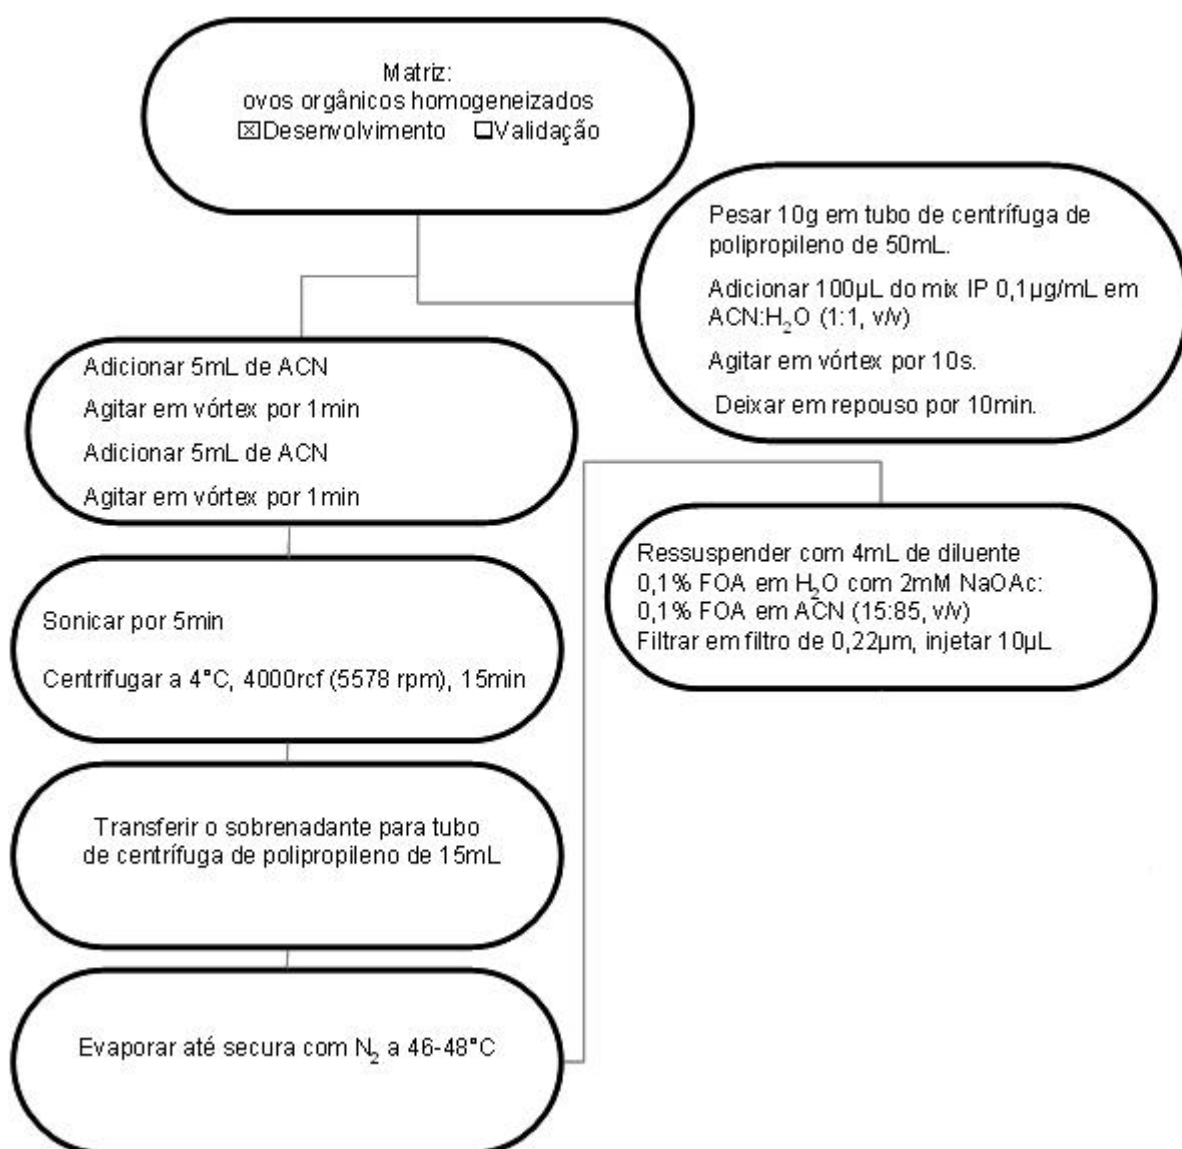 Matriz:
ovos orgânicos homogeneizados
☒Desenvolvimento ☐Validação
Pesar 10g em tubo de centrífuga de
polipropileno de 50mL.
Adicionar 100µL do mix IP 0,1µg/mL em
ACN:H₂O (1:1, v/v)
Agitar em vórtex por 10s.
Deixar em repouso por 10min.
Adicionar 5mL de ACN
Agitar em vórtex por 1min
Adicionar 5mL de ACN
Agitar em vórtex por 1min
Sonicar por 5min
Centrifugar a 4°C, 4000rcf (5578 rpm), 15min
Transferir o sobrenadante para tubo
de centrífuga de polipropileno de 15mL
Evaporar até secura com N₂ a 46-48°C
Ressuspender com 4mL de diluente
0,1% FOA em H₂O com 2mM NaOAc:
0,1% FOA em ACN (15:85, v/v)
Filtrar em filtro de 0,22µm, injetar 10µL